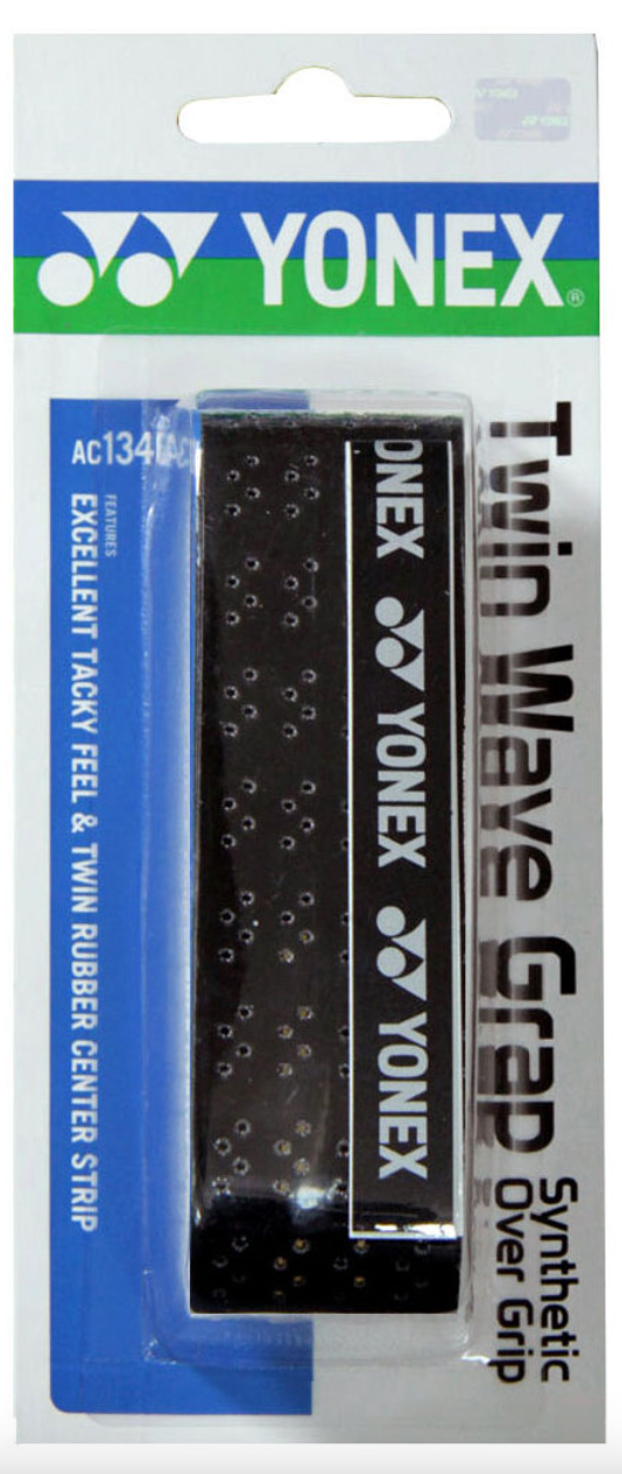 YONEX®
AC134
FEATURES
EXCELLENT TACKY FEEL & TWIN RUBBER CENTER STRIP
ONEX YONEX YONEX
Twin Wave Grap
Synthetic
Over Grip